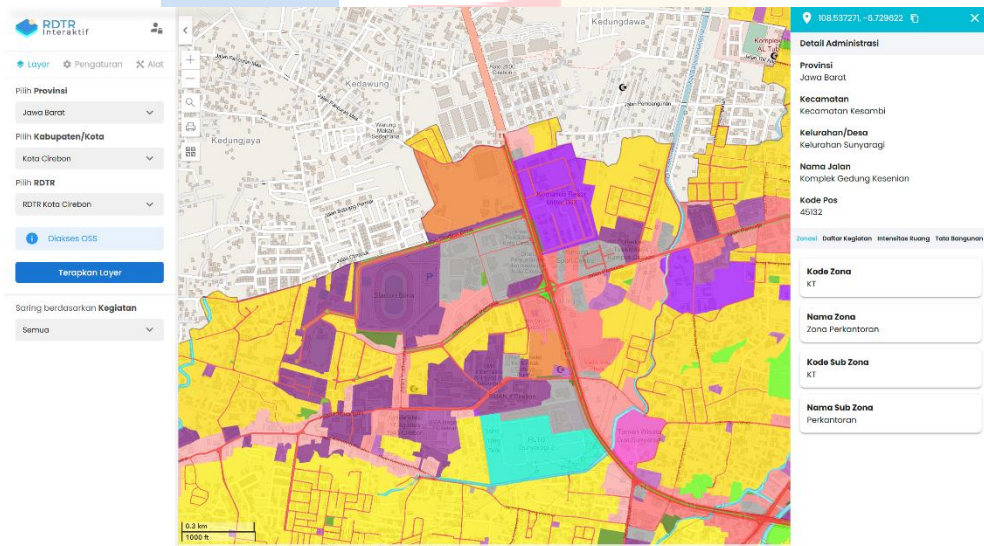 RDTR
Interaktif
Layer
Pengaturan
Alat
Pilih Provinsi
Jawa Barat
Pilih Kabupaten/Kota
Kota Cirebon
Pilih RDTR
RDTR Kota Cirebon
Diakses OSS
Terapkan Layer
Saring berdasarkan Kegiatan
Semua
Kedungdawa
Kedawung
Kedungjaya
Warung
Makan
Stadion Bima
P
PLTG
Sunyaragi
0.3 km
1000 ft
108.537271, -6.729622
Detail Administrasi
Provinsi
Jawa Barat
Kecamatan
Kecamatan Kesambi
Kelurahan/Desa
Kelurahan Sunyaragi
Nama Jalan
Komplek Gedung Kesenian
Kode Pos
45132
Zonasi Daftar Kegiatan Intensitas Ruang Tata Bangunan
Kode Zona
KT
Nama Zona
Zona Perkantoran
Kode Sub Zona
KT
Nama Sub Zona
Perkantoran